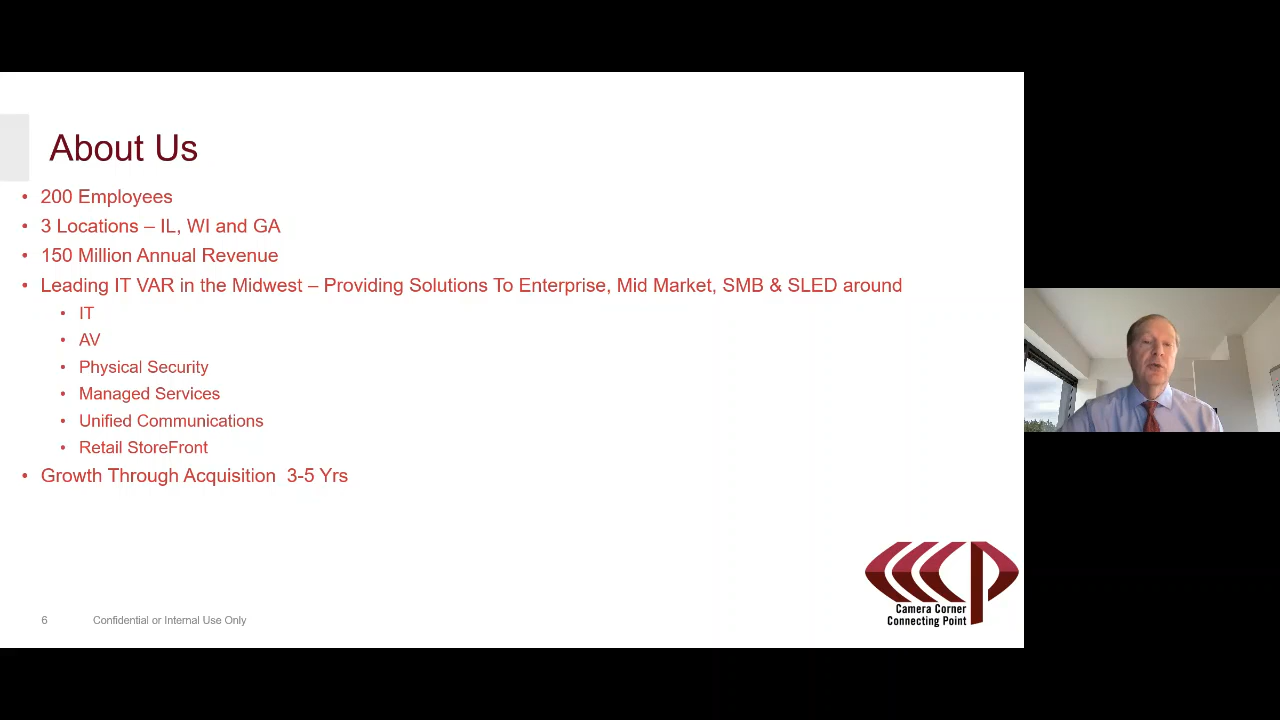 About Us
• 200 Employees
• 3 Locations – IL, WI and GA
• 150 Million Annual Revenue
• Leading IT VAR in the Midwest – Providing Solutions To Enterprise, Mid Market, SMB & SLED around
• IT
• AV
• Physical Security
• Managed Services
• Unified Communications
• Retail StoreFront
• Growth Through Acquisition  3-5 Yrs
CCCP
Camera Corner
Connecting Point
6 Confidential or Internal Use Only